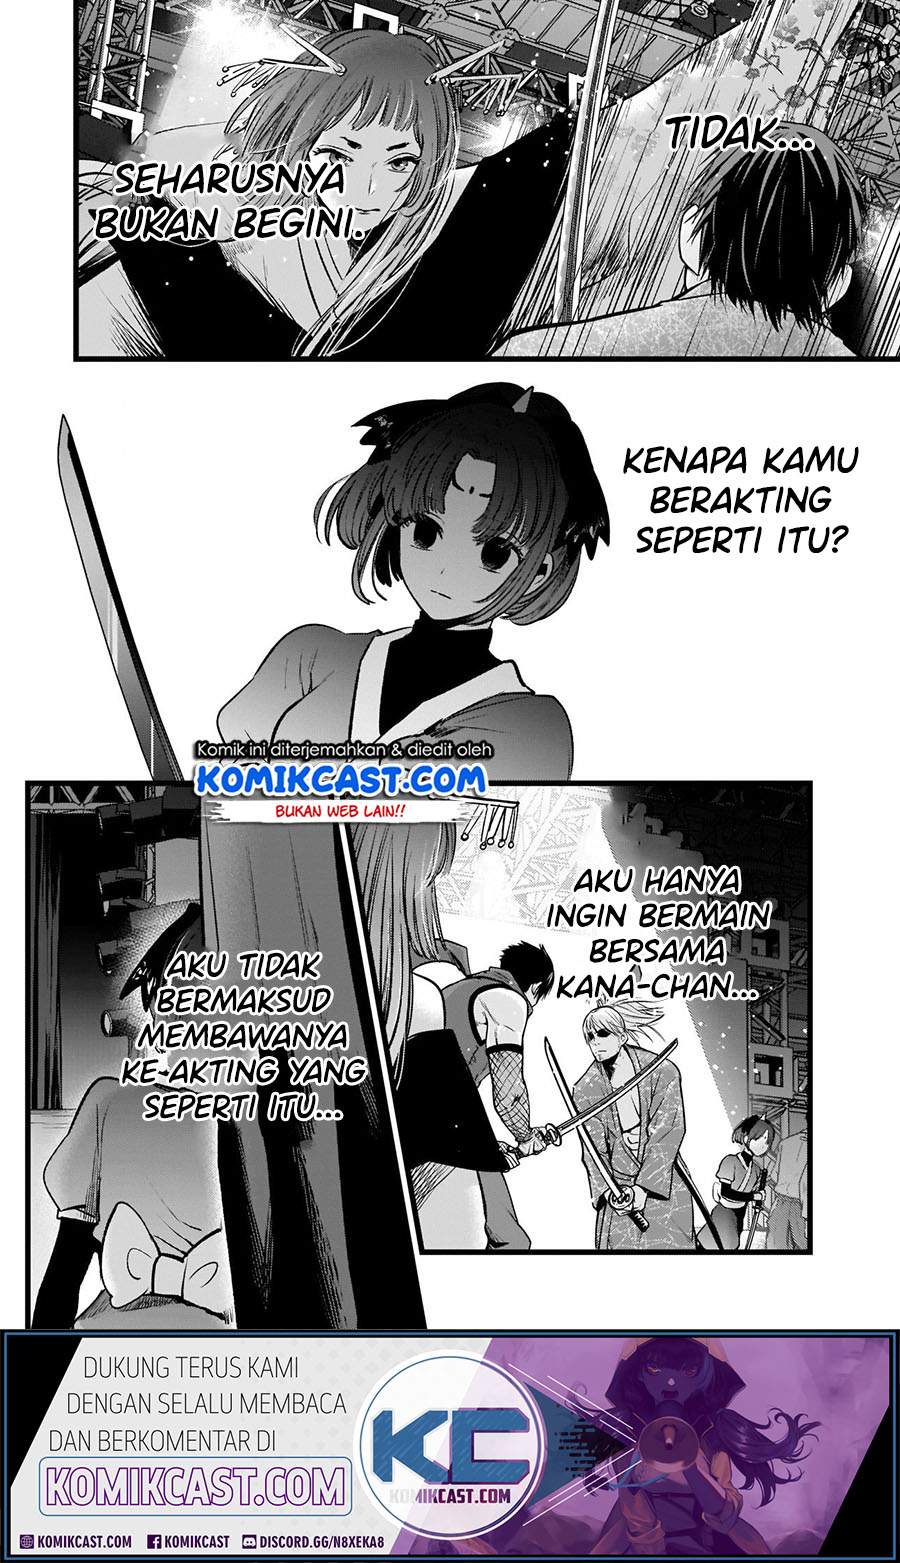 TIDAK...
SEHARUSNYA
BUKAN BEGINI.
KENAPA KAMU
BERAKTING
SEPERTI ITU?
Komik ini diterjemahkan & diedit oleh
KOMIKCAST.COM
BUKAN WEB LAIN!!
AKU HANYA
INGIN BERMAIN
BERSAMA
KANA-CHAN...
AKU TIDAK
BERMAKSUD
MEMBAWANYA
KE-AKTING YANG
SEPERTI ITU...
DUKUNG TERUS KAMI
DENGAN SELALU MEMBACA
DAN BERKOMENTAR DI
KOMIKCAST.COM
KOMIKCAST.COM KOMIKCAST.COM DISCORD.GG/N8XEKA8
KC
KOMIKCAST.COM